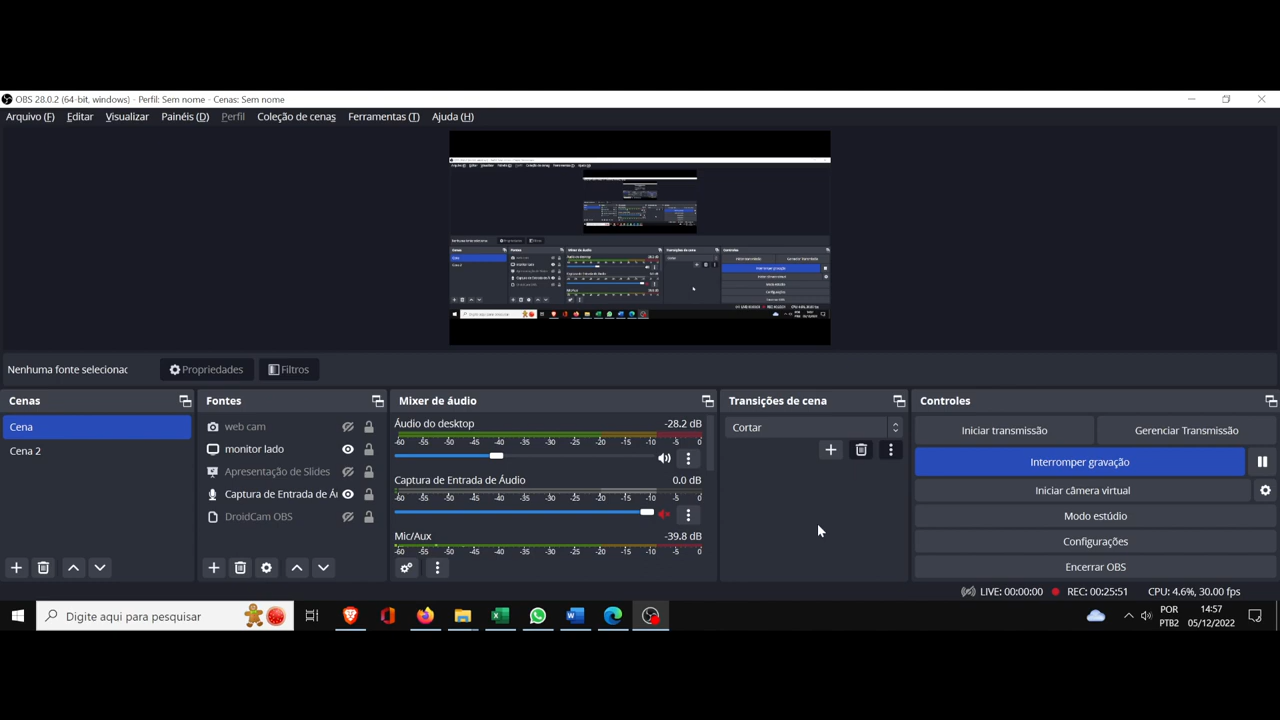 OBS 28.0.2 (64-bit, windows) - Perfil: Sem nome - Cenas: Sem nome
Arquivo (F) Editar Visualizar Painéis (D) Perfil Coleção de cenas Ferramentas (T) Ajuda (H)
Nenhuma fonte selecionac Propriedades Filtros
Cenas
Cena
Cena 2
Fontes
web cam
monitor lado
Apresentação de Slides
Captura de Entrada de Áu
DroidCam OBS
Mixer de áudio
Áudio do desktop -28.2 dB
-60 -55 -50 -45 -40 -35 -30 -25 -20 -15 -10 -5 0
Captura de Entrada de Áudio 0.0 dB
-60 -55 -50 -45 -40 -35 -30 -25 -20 -15 -10 -5 0
Mic/Aux -39.8 dB
-60 -55 -50 -45 -40 -35 -30 -25 -20 -15 -10 -5 0
Transições de cena
Cortar
Controles
Iniciar transmissão Gerenciar Transmissão
Interromper gravação
Iniciar câmera virtual
Modo estúdio
Configurações
Encerrar OBS
LIVE: 00:00:00 REC: 00:25:51 CPU: 4.6%, 30.00 fps
Digite aqui para pesquisar
POR
PTB2
14:57
05/12/2022